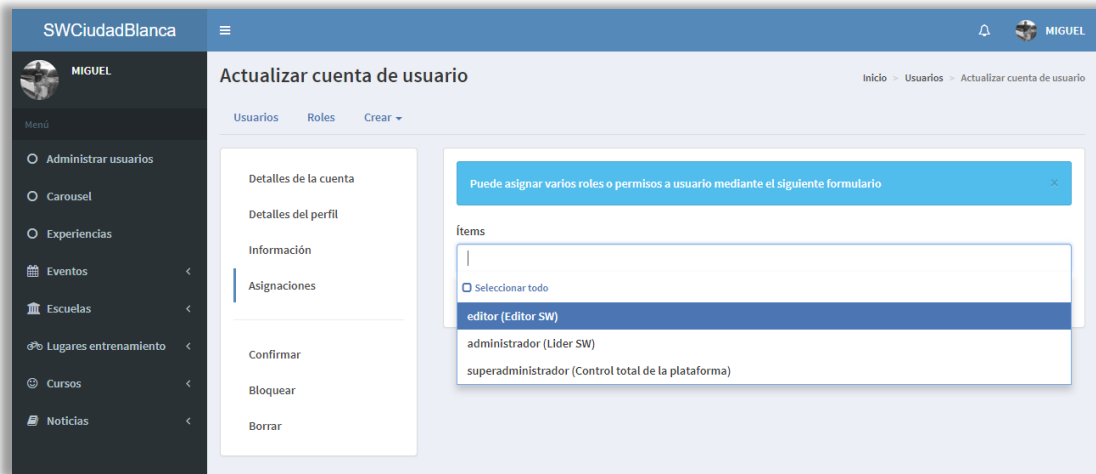 SWCiudadBlanca
MIGUEL
MIGUEL
Menú
Administrar usuarios
Carousel
Experiencias
Eventos
Escuelas
Lugares entrenamiento
Cursos
Noticias
Actualizar cuenta de usuario
Inicio > Usuarios > Actualizar cuenta de usuario
Usuarios Roles Crear
Detalles de la cuenta
Detalles del perfil
Información
Asignaciones
Confirmar
Bloquear
Borrar
Puede asignar varios roles o permisos a usuario mediante el siguiente formulario ×
Ítems
Seleccionar todo
editor (Editor SW)
administrador (Lider SW)
superadministrador (Control total de la plataforma)